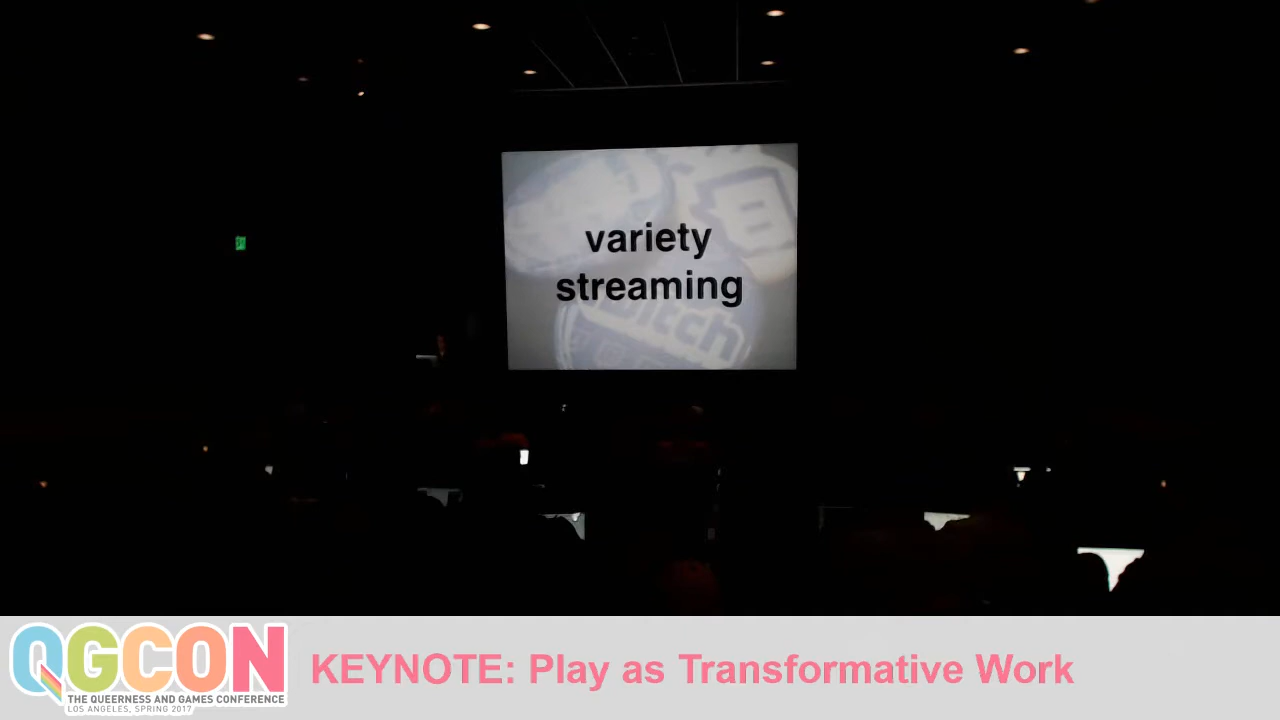 variety
streaming
QGCON
THE QUEERNESS AND GAMES CONFERENCE
LOS ANGELES, SPRING 2017
KEYNOTE: Play as Transformative Work